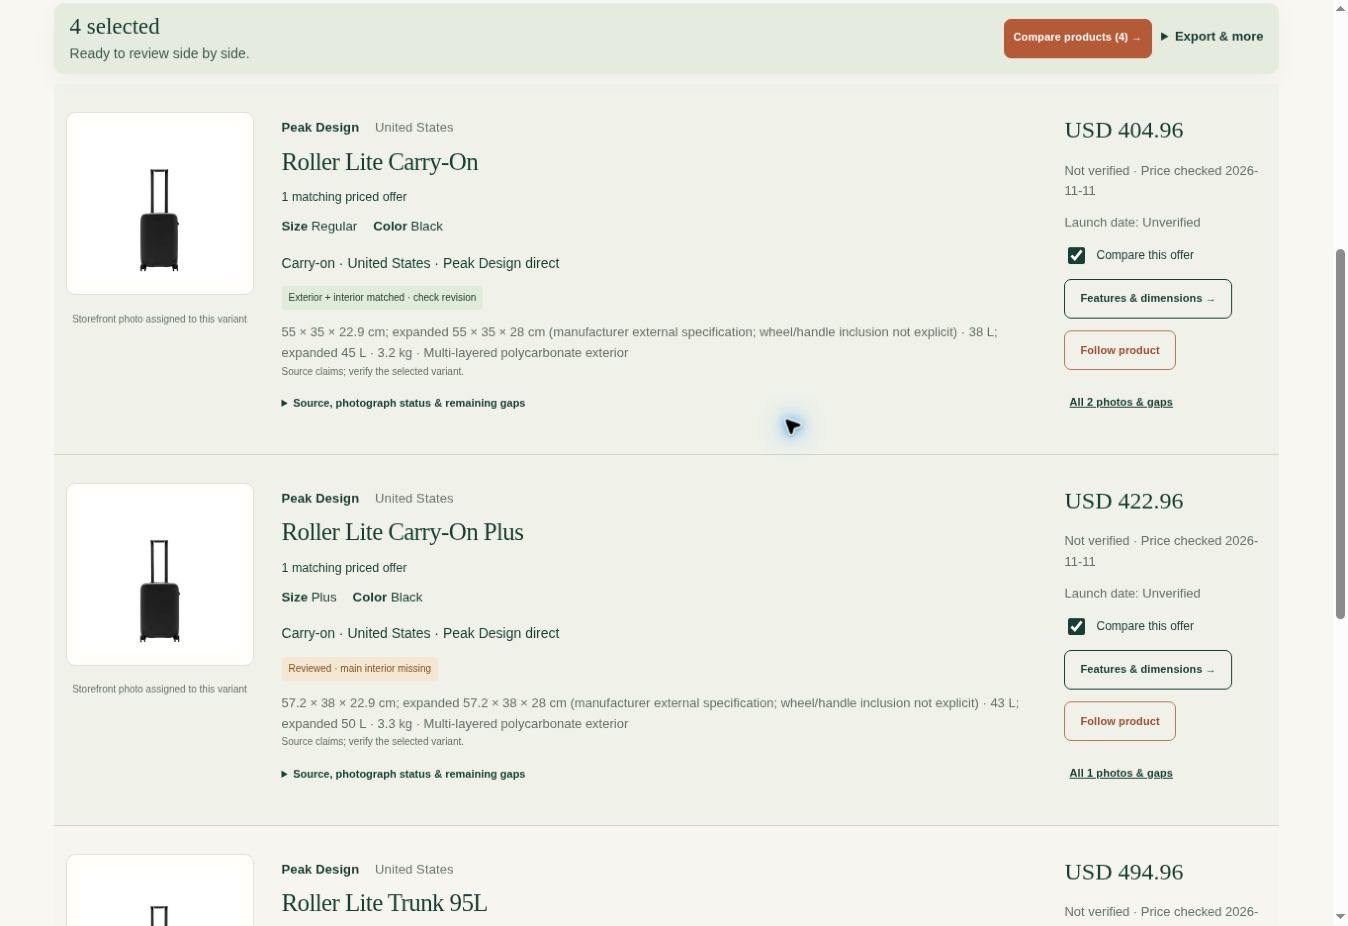 4 selected
Ready to review side by side.
Compare products (4) →
▶ Export & more
Peak Design United States
Roller Lite Carry-On
1 matching priced offer
Size Regular Color Black
Carry-on · United States · Peak Design direct
Exterior + interior matched · check revision
55 × 35 × 22.9 cm; expanded 55 × 35 × 28 cm (manufacturer external specification; wheel/handle inclusion not explicit) · 38 L;
expanded 45 L · 3.2 kg · Multi-layered polycarbonate exterior
Source claims; verify the selected variant.
▶ Source, photograph status & remaining gaps
Storefront photo assigned to this variant
USD 404.96
Not verified · Price checked 2026-
11-11
Launch date: Unverified
Compare this offer
Features & dimensions →
Follow product
All 2 photos & gaps
Peak Design United States
Roller Lite Carry-On Plus
1 matching priced offer
Size Plus Color Black
Carry-on · United States · Peak Design direct
Reviewed · main interior missing
57.2 × 38 × 22.9 cm; expanded 57.2 × 38 × 28 cm (manufacturer external specification; wheel/handle inclusion not explicit) · 43 L;
expanded 50 L · 3.3 kg · Multi-layered polycarbonate exterior
Source claims; verify the selected variant.
▶ Source, photograph status & remaining gaps
Storefront photo assigned to this variant
USD 422.96
Not verified · Price checked 2026-
11-11
Launch date: Unverified
Compare this offer
Features & dimensions →
Follow product
All 1 photos & gaps
Peak Design United States
Roller Lite Trunk 95L
USD 494.96
Not verified · Price checked 2026-